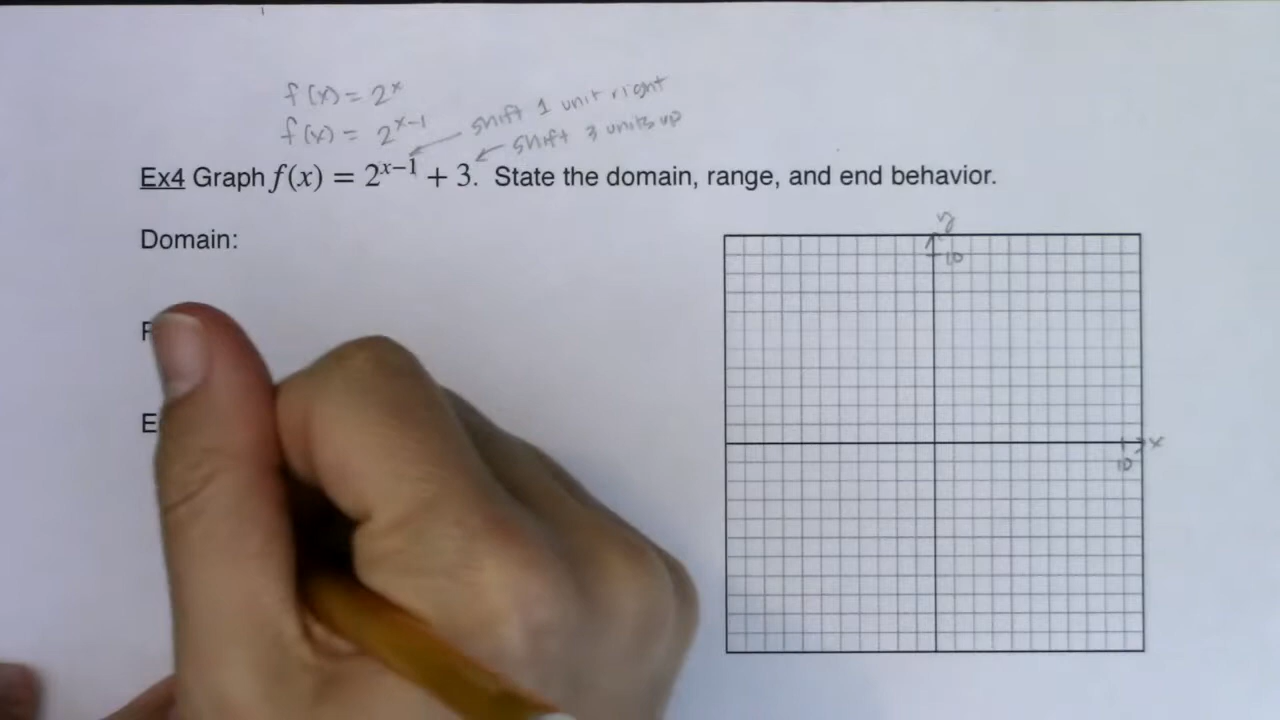 f(x) = 2^x
f(x) = 2^{x-1} shift 1 unit right
shift 3 units up
Ex4 Graph f(x) = 2^{x−1} + 3. State the domain, range, and end behavior.
Domain:
y
10
x
10